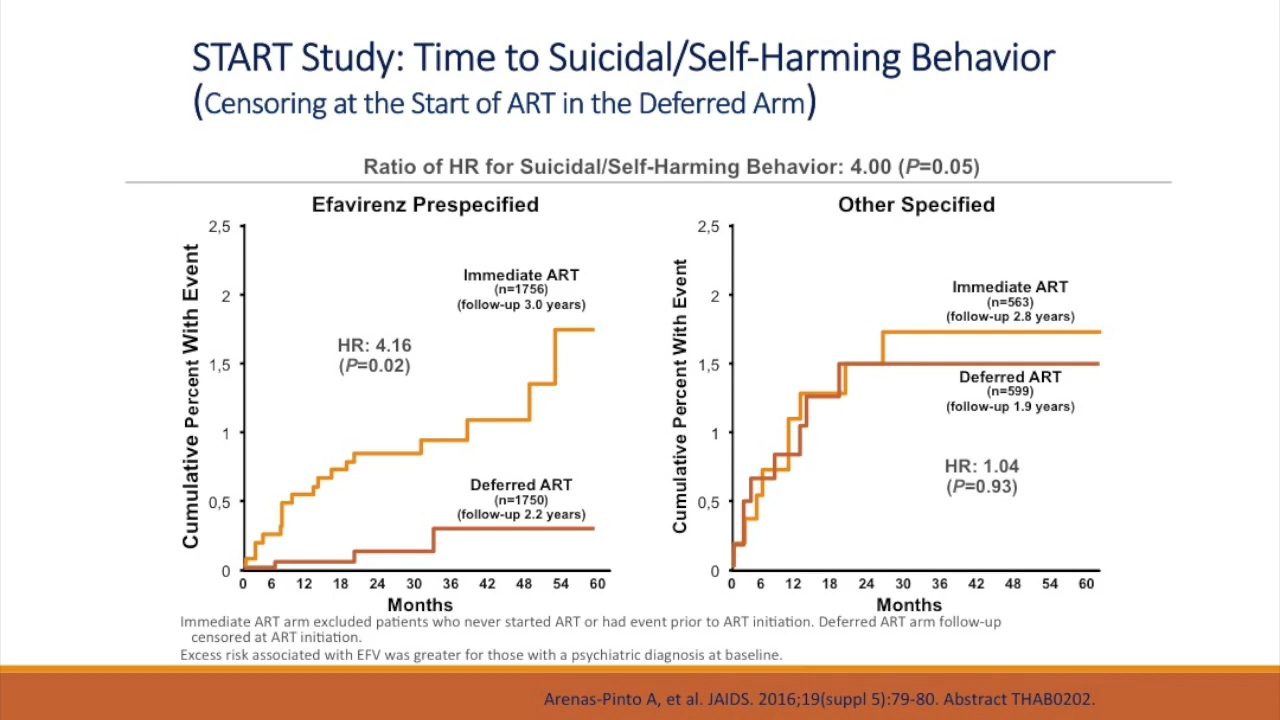 START Study: Time to Suicidal/Self-Harming Behavior
(Censoring at the Start of ART in the Deferred Arm)
Ratio of HR for Suicidal/Self-Harming Behavior: 4.00 (P=0.05)
Efavirenz Prespecified
Cumulative Percent With Event
2,5
2
1,5
1
0,5
0
Immediate ART
(n=1756)
(follow-up 3.0 years)
HR: 4.16
(P=0.02)
Deferred ART
(n=1750)
(follow-up 2.2 years)
0 6 12 18 24 30 36 42 48 54 60
Months
Other Specified
Cumulative Percent With Event
2,5
2
1,5
1
0,5
0
Immediate ART
(n=563)
(follow-up 2.8 years)
Deferred ART
(n=599)
(follow-up 1.9 years)
HR: 1.04
(P=0.93)
0 6 12 18 24 30 36 42 48 54 60
Months
Immediate ART arm excluded patients who never started ART or had event prior to ART initiation. Deferred ART arm follow-up
censored at ART initiation.
Excess risk associated with EFV was greater for those with a psychiatric diagnosis at baseline.
Arenas-Pinto A, et al. JAIDS. 2016;19(suppl 5):79-80. Abstract THAB0202.